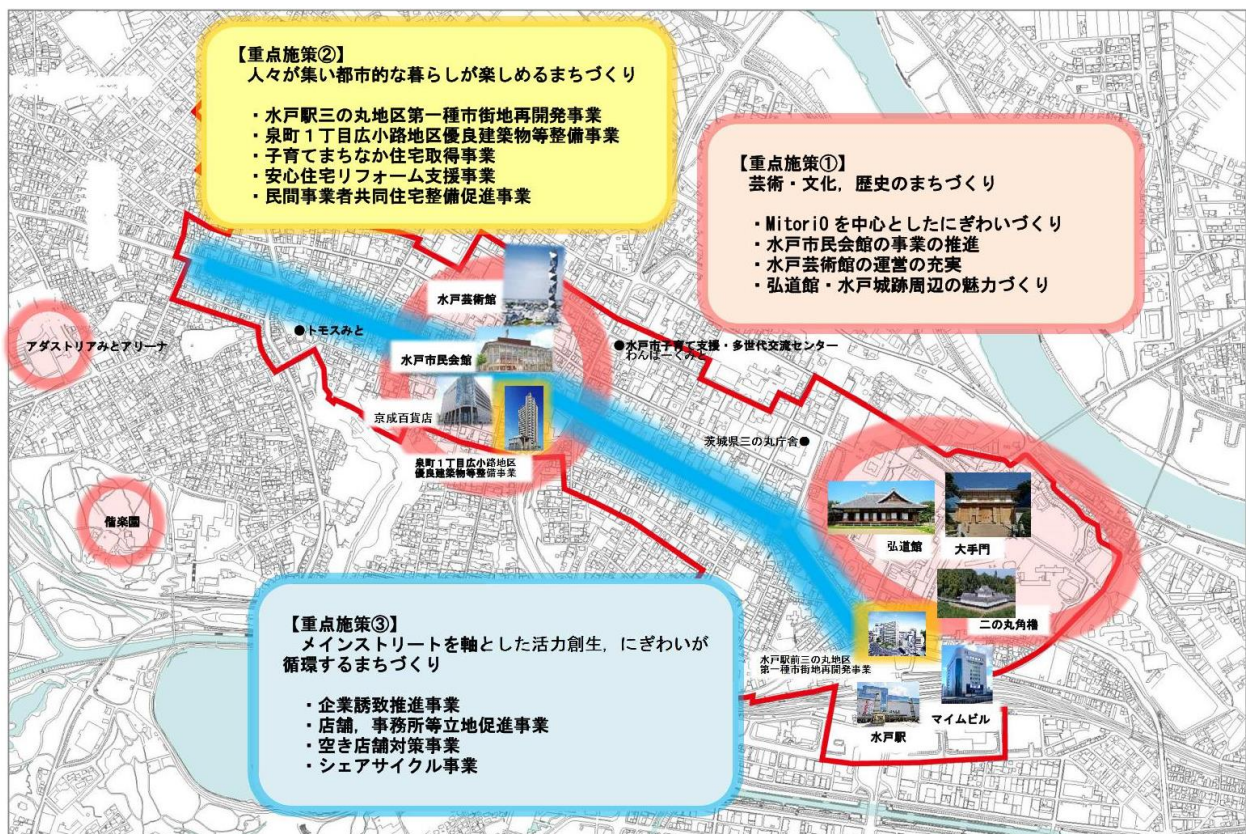 【重点施策②】
人々が集い都市的な暮らしが楽しめるまちづくり
・水戸駅三の丸地区第一種市街地再開発事業
・泉町１丁目広小路地区優良建築物等整備事業
・子育てまちなか住宅取得事業
・安心住宅リフォーム支援事業
・民間事業者共同住宅整備促進事業
【重点施策①】
芸術・文化，歴史のまちづくり
・MitoriOを中心としたにぎわいづくり
・水戸市民会館の事業の推進
・水戸芸術館の運営の充実
・弘道館・水戸城跡周辺の魅力づくり
水戸芸術館
●トモスみと
アダストリアみとアリーナ
水戸市民会館
●水戸市子育て支援・多世代交流センター
わんぱーくみと
京成百貨店
茨城県三の丸庁舎●
泉町１丁目広小路地区
優良建築物等整備事業
偕楽園
弘道館
大手門
二の丸角櫓
水戸駅前三の丸地区
第一種市街地再開発事業
マイムビル
水戸駅
【重点施策③】
メインストリートを軸とした活力創生，にぎわいが
循環するまちづくり
・企業誘致推進事業
・店舗，事務所等立地促進事業
・空き店舗対策事業
・シェアサイクル事業